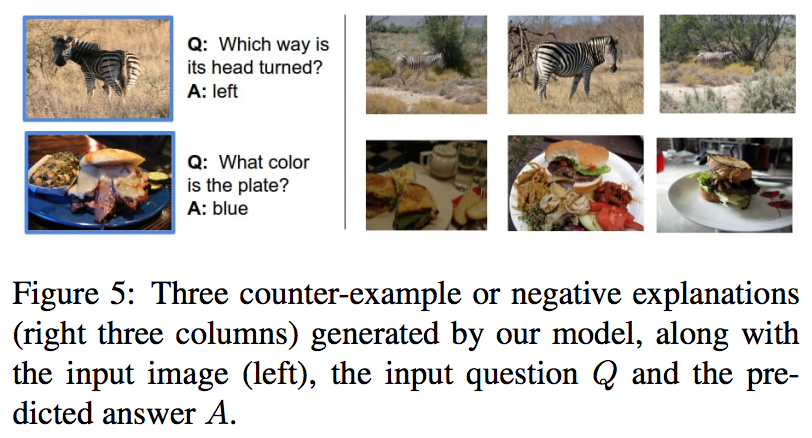 Q: Which way is
its head turned?
A: left
Q: What color
is the plate?
A: blue
Figure 5: Three counter-example or negative explanations
(right three columns) generated by our model, along with
the input image (left), the input question Q and the pre-
dicted answer A.